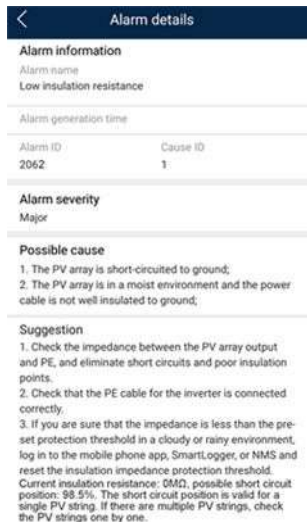 Alarm details
Alarm information
Alarm name
Low insulation resistance
Alarm generation time
Alarm ID
Cause ID
2062
1
Alarm severity
Major
Possible cause
1. The PV array is short-circuited to ground;
2. The PV array is in a moist environment and the power
cable is not well insulated to ground;
Suggestion
1. Check the impedance between the PV array output
and PE, and eliminate short circuits and poor insulation
points.
2. Check that the PE cable for the inverter is connected
correctly.
3. If you are sure that the impedance is less than the pre-
set protection threshold in a cloudy or rainy environment,
log in to the mobile phone app, SmartLogger, or NMS and
reset the insulation impedance protection threshold.
Current insulation resistance: 0MΩ, possible short circuit
position: 98.5%. The short circuit position is valid for a
single PV string. If there are multiple PV strings, check
the PV strings one by one.